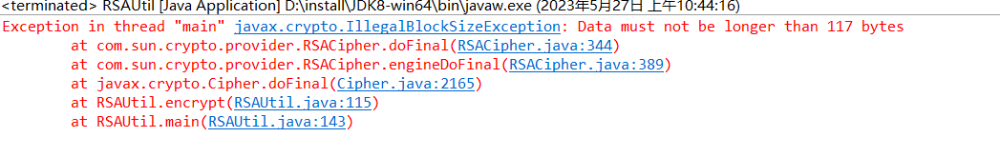 <terminated> RSAUtil [Java Application] D:\install\JDK8-win64\bin\javaw.exe (2023年5月27日 上午10:44:16)
Exception in thread "main" javax.crypto.IllegalBlockSizeException: Data must not be longer than 117 bytes
at com.sun.crypto.provider.RSACipher.doFinal(RSACipher.java:344)
at com.sun.crypto.provider.RSACipher.engineDoFinal(RSACipher.java:389)
at javax.crypto.Cipher.doFinal(Cipher.java:2165)
at RSAUtil.encrypt(RSAUtil.java:115)
at RSAUtil.main(RSAUtil.java:143)